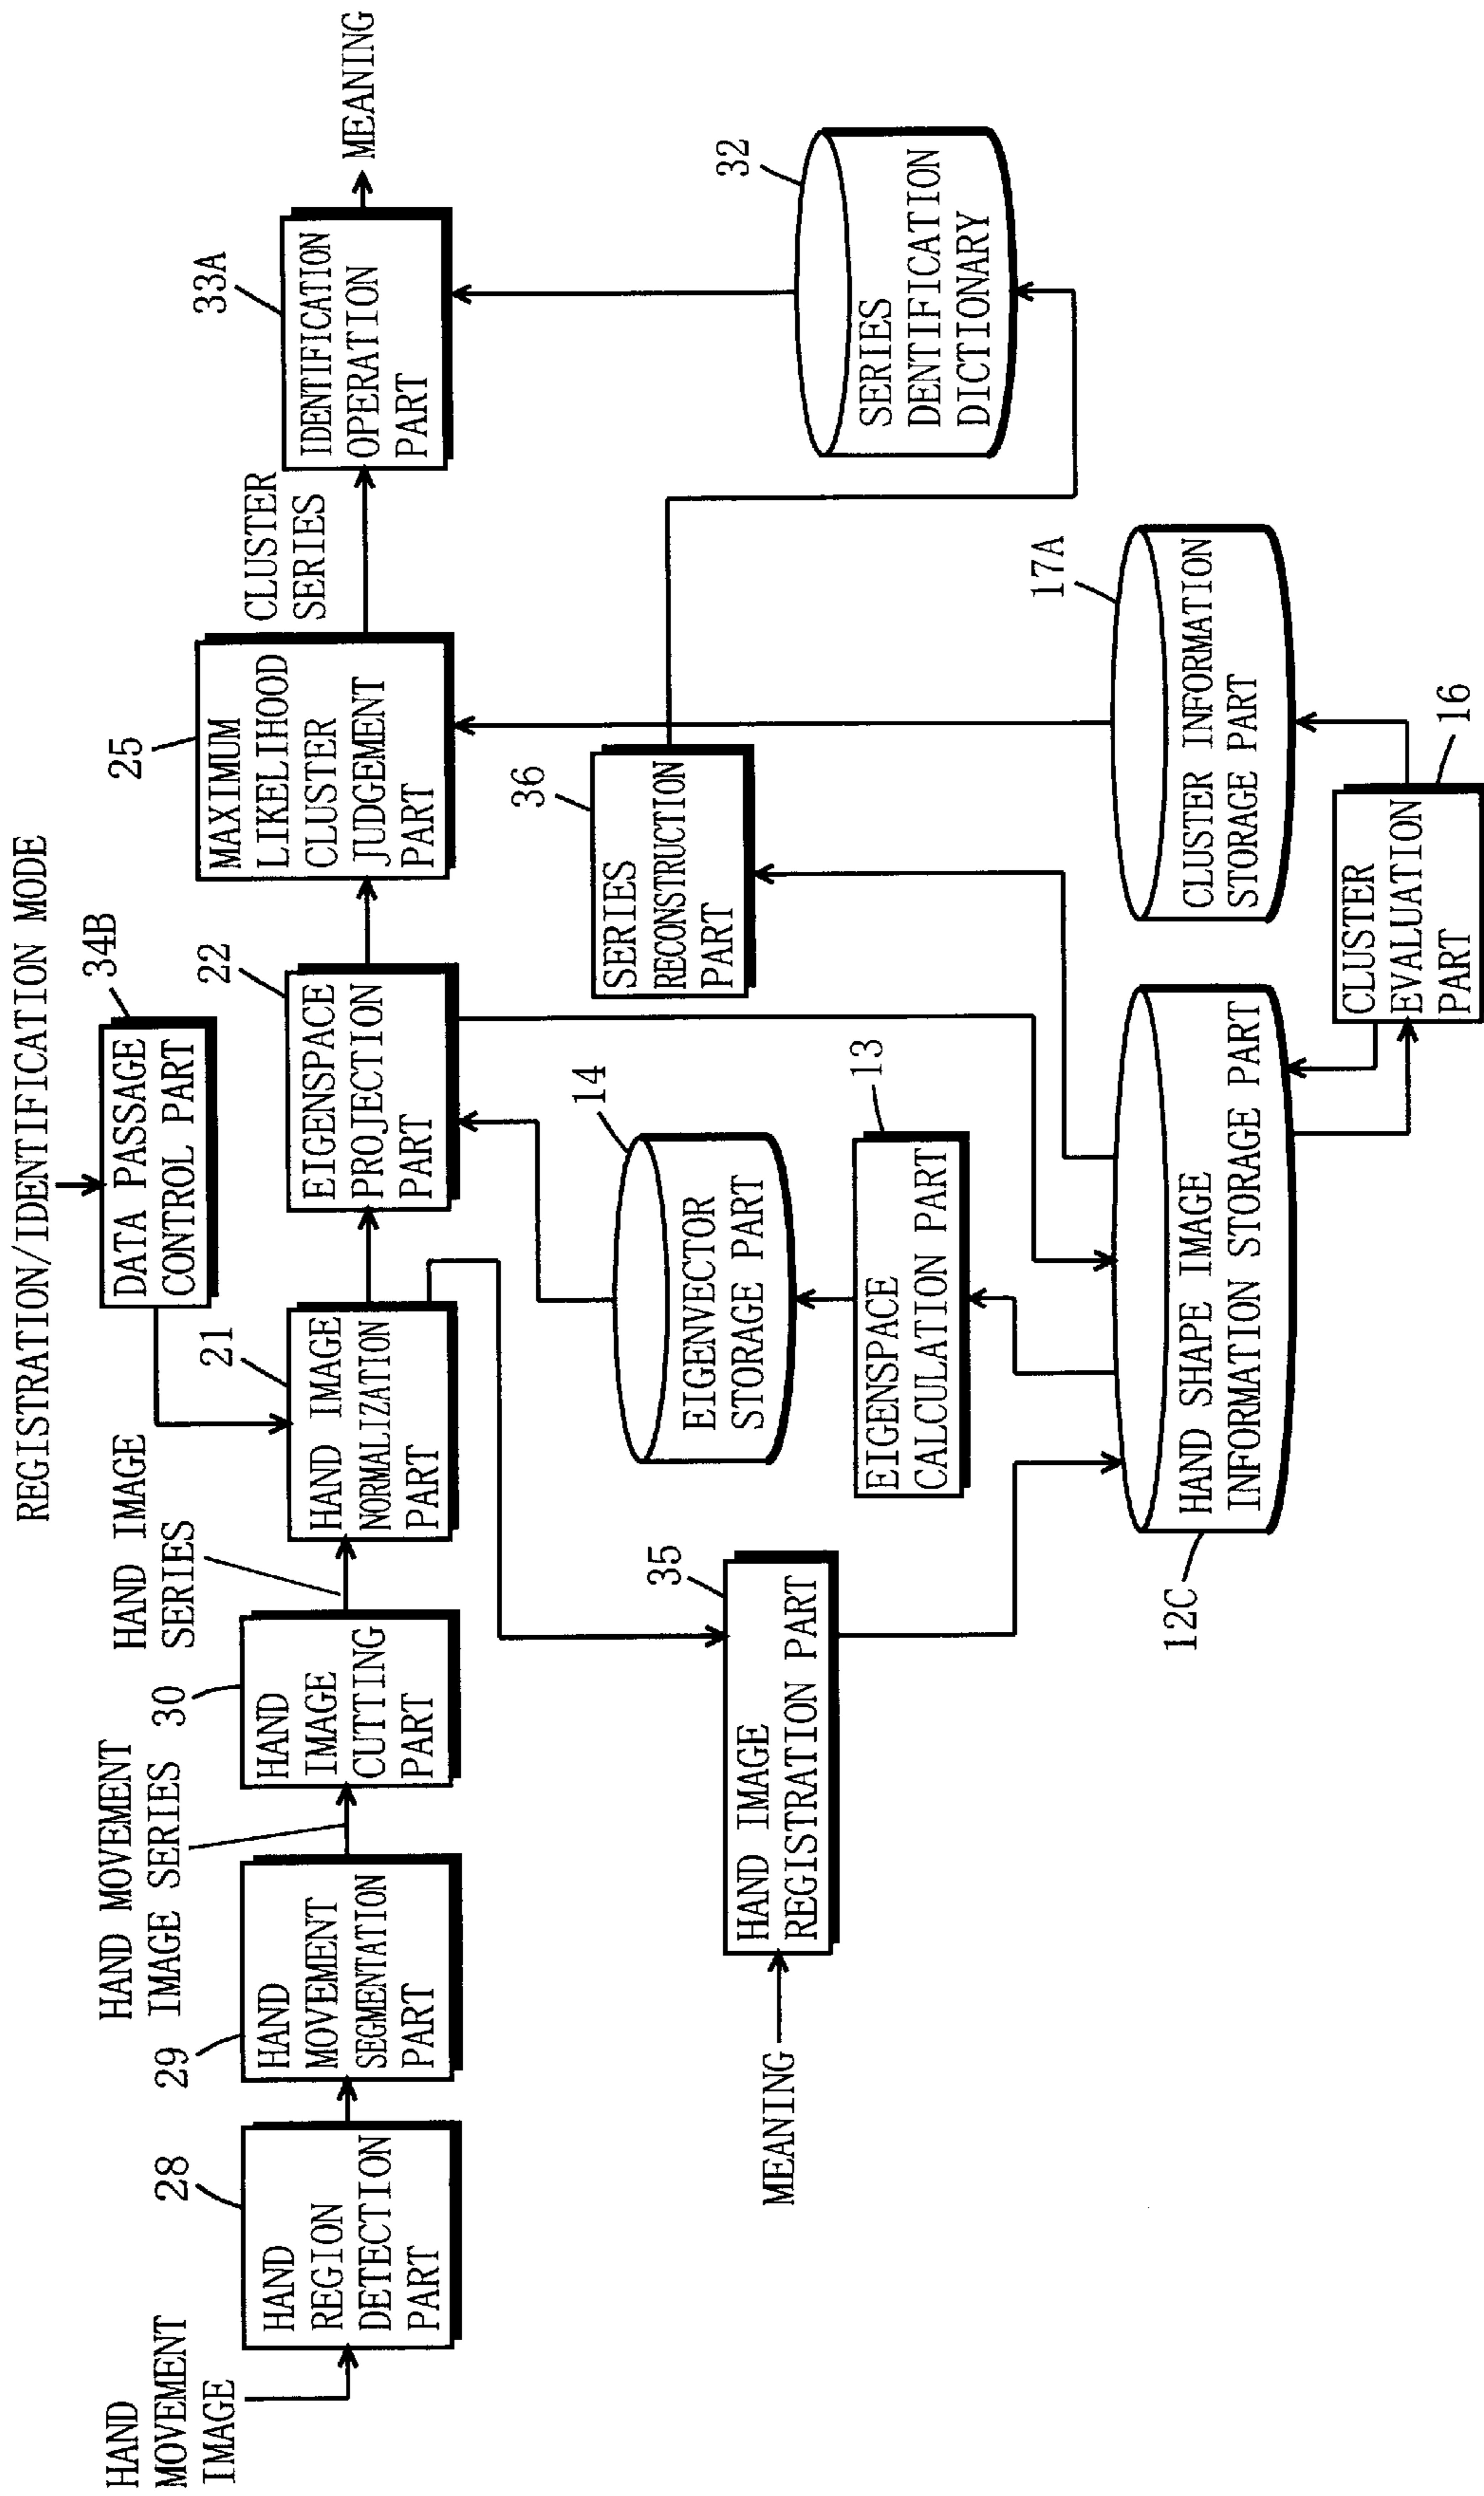 REGISTRATION/IDENTIFICATION MODE
34B
DATA PASSAGE
CONTROL PART
HAND
MOVEMENT
IMAGE
28
HAND
REGION
DETECTION
PART
29
HAND
MOVEMENT
SEGMENTATION
PART
HAND MOVEMENT
IMAGE SERIES
30
HAND
IMAGE
CUTTING
PART
HAND IMAGE
SERIES
21
HAND IMAGE
NORMALIZATION
PART
22
EIGENSPACE
PROJECTION
PART
25
MAXIMUM
LIKELIHOOD
CLUSTER
JUDGEMENT
PART
CLUSTER
SERIES
33A
IDENTIFICATION
OPERATION
PART
MEANING
MEANING
35
HAND IMAGE
REGISTRATION PART
14
EIGENVECTOR
STORAGE PART
13
EIGENSPACE
CALCULATION PART
36
SERIES
RECONSTRUCTION
PART
32
SERIES
DENTIFICATION
DICTIONARY
12C
HAND SHAPE IMAGE
INFORMATION STORAGE PART
17A
CLUSTER INFORMATION
STORAGE PART
16
CLUSTER
EVALUATION
PART